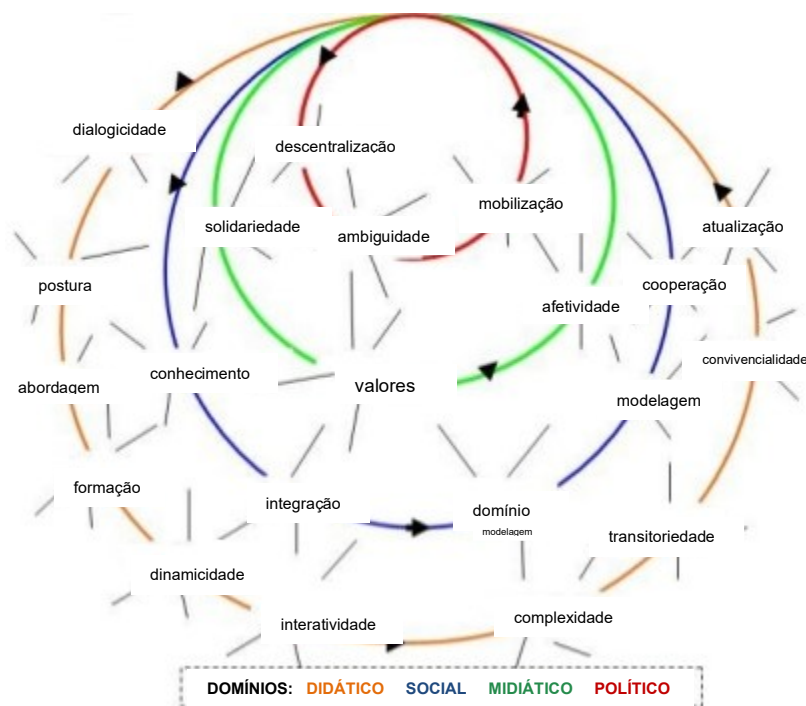 dialogicidade
descentralização
mobilização
solidariedade
ambiguidade
atualização
postura
cooperação
afetividade
convivencialidade
conhecimento
abordagem
valores
modelagem
formação
integração
domínio
modelagem
transitoriedade
dinamicidade
interatividade
complexidade
DOMÍNIOS: DIDÁTICO SOCIAL MIDIÁTICO POLÍTICO